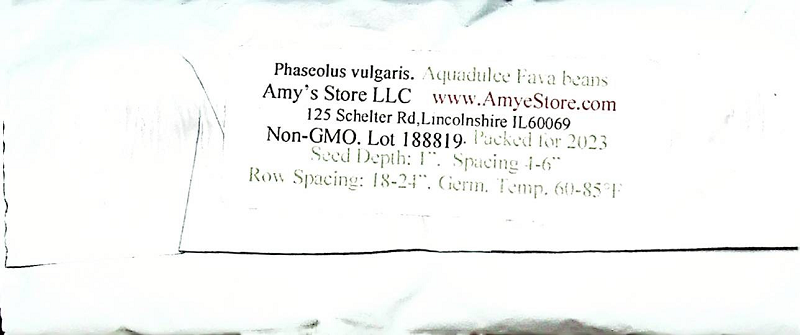 Phaseolus vulgaris. Aquadulce Fava beans
Amy's Store LLC www.AmyeStore.com
125 Schelter Rd,Lincolnshire IL60069
Non-GMO. Lot 188819. Packed for 2023
Seed Depth: 1". Spacing 4-6"
Row Spacing: 18-24". Germ. Temp. 60-85°F